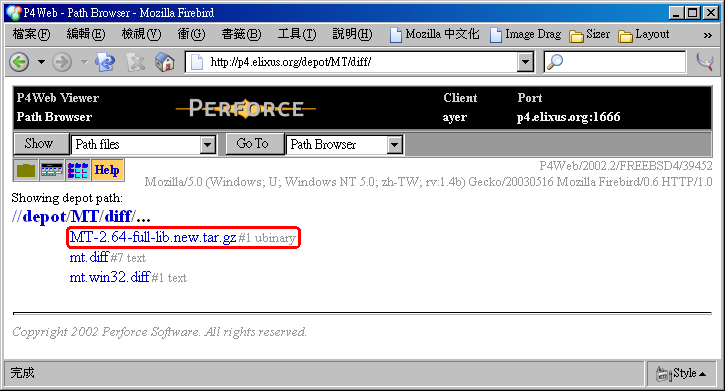 P4Web - Path Browser - Mozilla Firebird
檔案(F) 編輯(E) 檢視(V) 衝(G) 書籤(B) 工具(T) 說明(H) Mozilla 中文化 Image Drag Sizer Layout »
http://p4.elixus.org/depot/MT/diff/
P4Web Viewer PERFORCE Client Port
Path Browser ayer p4.elixus.org:1666
Show Path files Go To Path Browser
Help P4Web/2002.2/FREEBSD4/39452
Mozilla/5.0 (Windows; U; Windows NT 5.0; zh-TW; rv:1.4b) Gecko/20030516 Mozilla Firebird/0.6 HTTP/1.0
Showing depot path:
//depot/MT/diff/...
MT-2.64-full-lib.new.tar.gz #1 ubinary
mt.diff #7 text
mt.win32.diff #1 text
Copyright 2002 Perforce Software. All rights reserved.
完成 Style